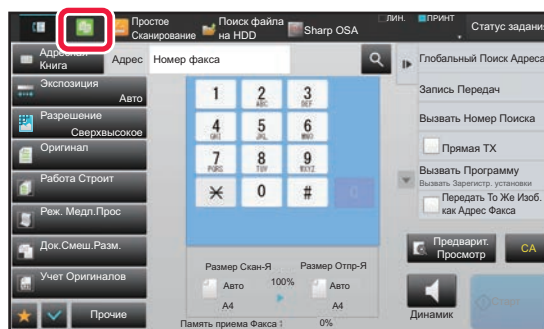 Простое
Сканирование
Поиск файла
на HDD
Sharp OSA
ЛИН.
ПРИНТ
Статус задания
Адресная
Книга
Адрес
Номер факса
Глобальный Поиск Адреса
Экспозиция
Авто
Запись Передач
Разрешение
Сверхвысокое
Вызвать Номер Поиска
Оригинал
Прямая TX
Работа Строит
Вызвать Программу
Вызвать Зарегистр. установки
Передать То Же Изоб.
как Адрес Факса
Реж. Медл.Прос
Док.Смеш.Разм.
Учет Оригиналов
Прочие
1
2
ABC
3
DEF
4
GHI
5
JKL
6
MNO
7
PQRS
8
TUV
9
WXYZ
0
#
C
Размер Скан-Я
Размер Отпр-Я
Авто
100%
Авто
A4
A4
Память приема Факса :
0%
Предварит.
Просмотр
CA
Динамик
Старт